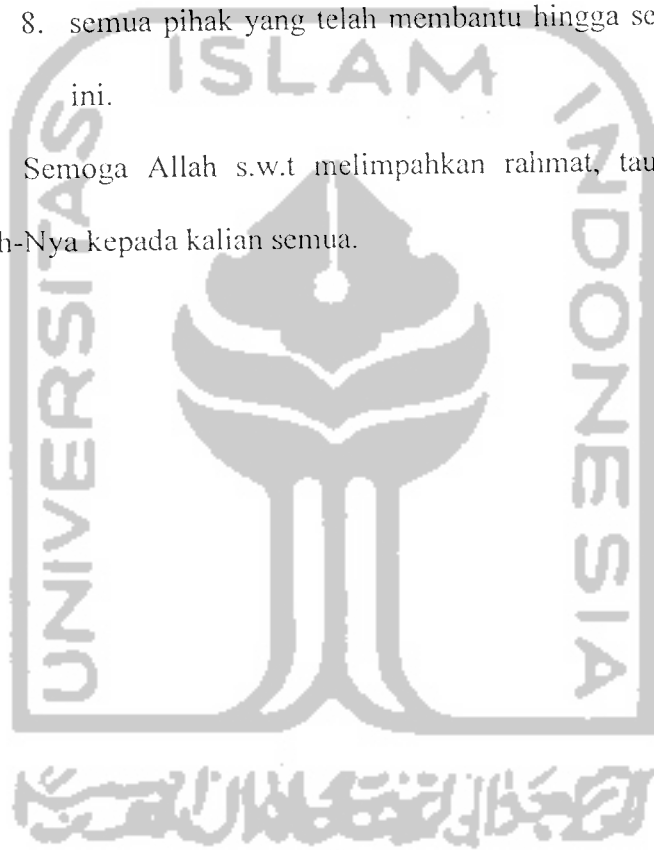 8. semua pihak yang telah membantu hingga se
ini.
Semoga Allah s.w.t melimpahkan rahmat, tau
h-Nya kepada kalian semua.
UNIVERSITAS
ISLAM
INDONESIA